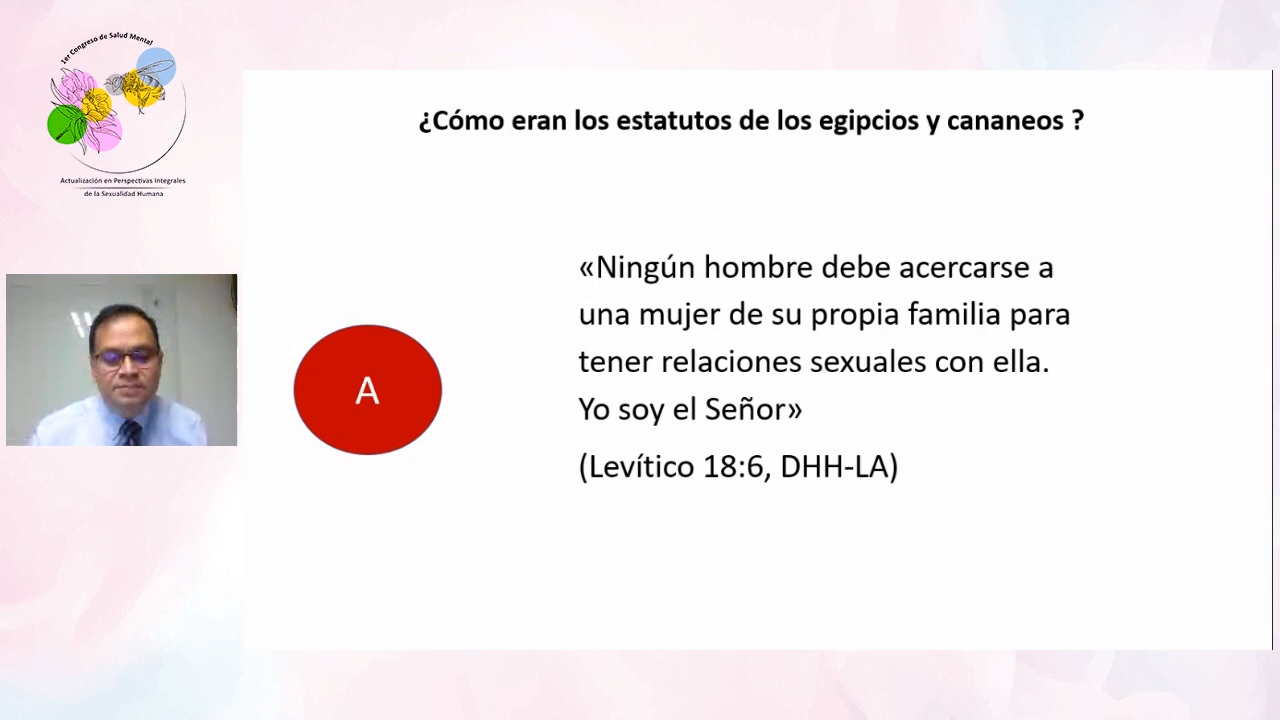 1er Congreso de Salud Mental
Actualización en Perspectivas Integrales
de la Sexualidad Humana
¿Cómo eran los estatutos de los egipcios y cananeos ?
A
«Ningún hombre debe acercarse a
una mujer de su propia familia para
tener relaciones sexuales con ella.
Yo soy el Señor»
(Levítico 18:6, DHH-LA)